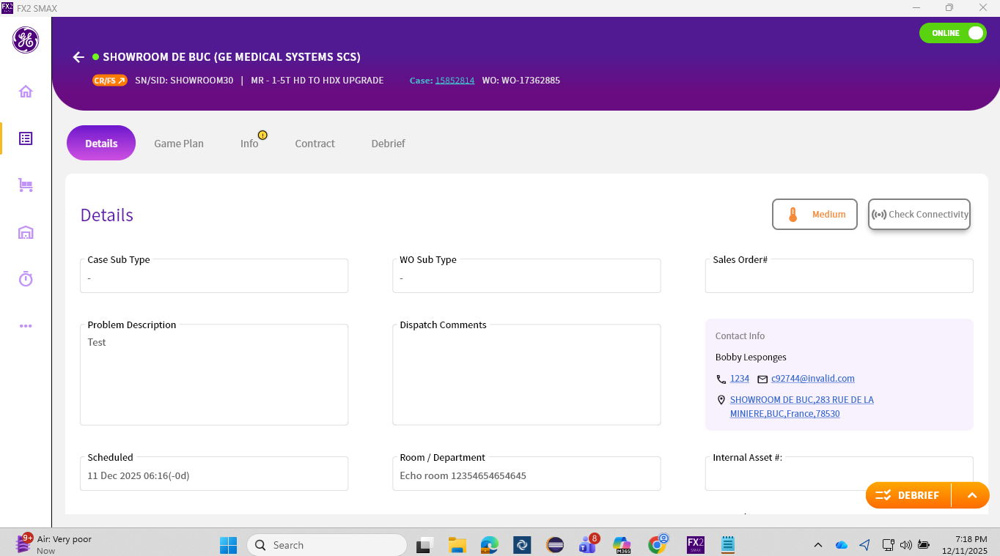 FX2 SMAX
ONLINE
SHOWROOM DE BUC (GE MEDICAL SYSTEMS SCS)
CR/FS SN/SID: SHOWROOM30 | MR - 1-5T HD TO HDX UPGRADE Case: 15852814 WO: WO-17362885
Details Game Plan Info Contract Debrief
Details
Medium
Check Connectivity
Case Sub Type
-
WO Sub Type
-
Sales Order#
Problem Description
Test
Dispatch Comments
Contact Info
Bobby Lesponges
1234 c92744@invalid.com
SHOWROOM DE BUC,283 RUE DE LA
MINIERE,BUC,France,78530
Scheduled
11 Dec 2025 06:16(-0d)
Room / Department
Echo room 12354654654645
Internal Asset #:
DEBRIEF
9+
Air: Very poor
Now
Search
8
M365
FX2
SMAX
7:18 PM
12/11/2025